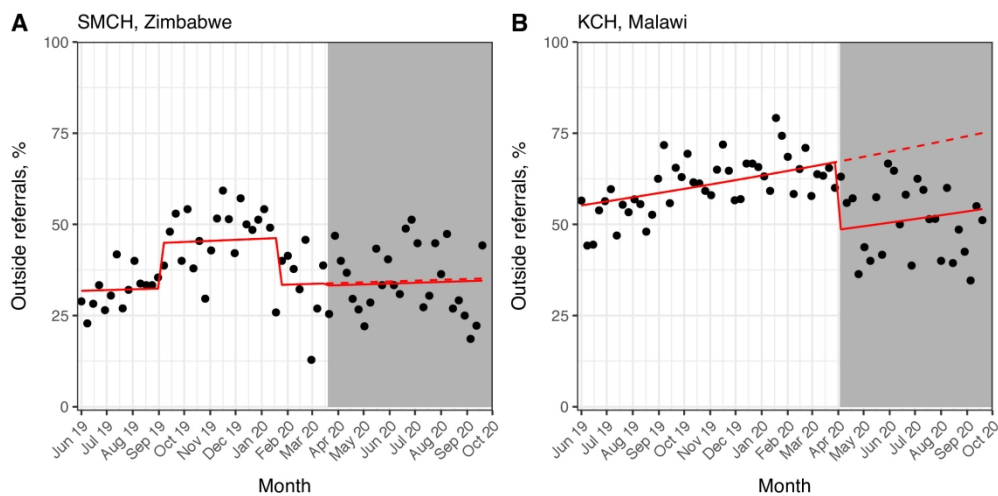 A SMCH, Zimbabwe
100
75
50
25
0
Outside referrals, %
Jun 19
Jul 19
Aug 19
Sep 19
Oct 19
Nov 19
Dec 19
Jan 20
Feb 20
Mar 20
Apr 20
May 20
Jun 20
Jul 20
Aug 20
Sep 20
Oct 20
Month
B KCH, Malawi
100
75
50
25
0
Outside referrals, %
Jun 19
Jul 19
Aug 19
Sep 19
Oct 19
Nov 19
Dec 19
Jan 20
Feb 20
Mar 20
Apr 20
May 20
Jun 20
Jul 20
Aug 20
Sep 20
Oct 20
Month